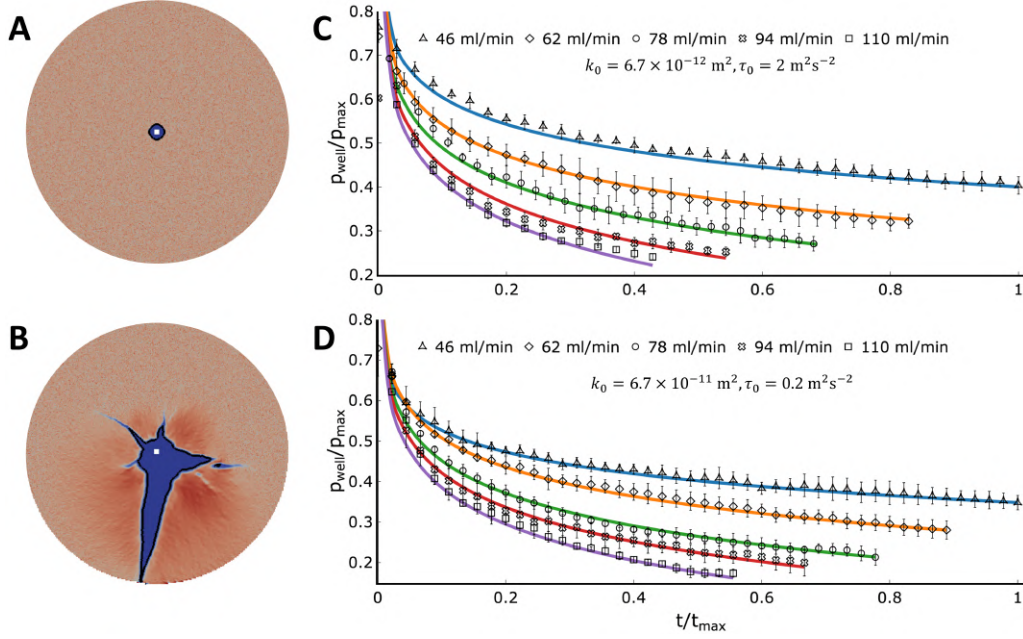 A
C
p_well/p_max
0.8
0.7
0.6
0.5
0.4
0.3
0.2
46 ml/min 62 ml/min 78 ml/min 94 ml/min 110 ml/min
k₀ = 6.7 × 10⁻¹² m², τ₀ = 2 m²s⁻²
0 0.2 0.4 0.6 0.8 1
B
D
p_well/p_max
0.8
0.7
0.6
0.5
0.4
0.3
0.2
46 ml/min 62 ml/min 78 ml/min 94 ml/min 110 ml/min
k₀ = 6.7 × 10⁻¹¹ m², τ₀ = 0.2 m²s⁻²
0 0.2 0.4 0.6 0.8 1
t/t_max